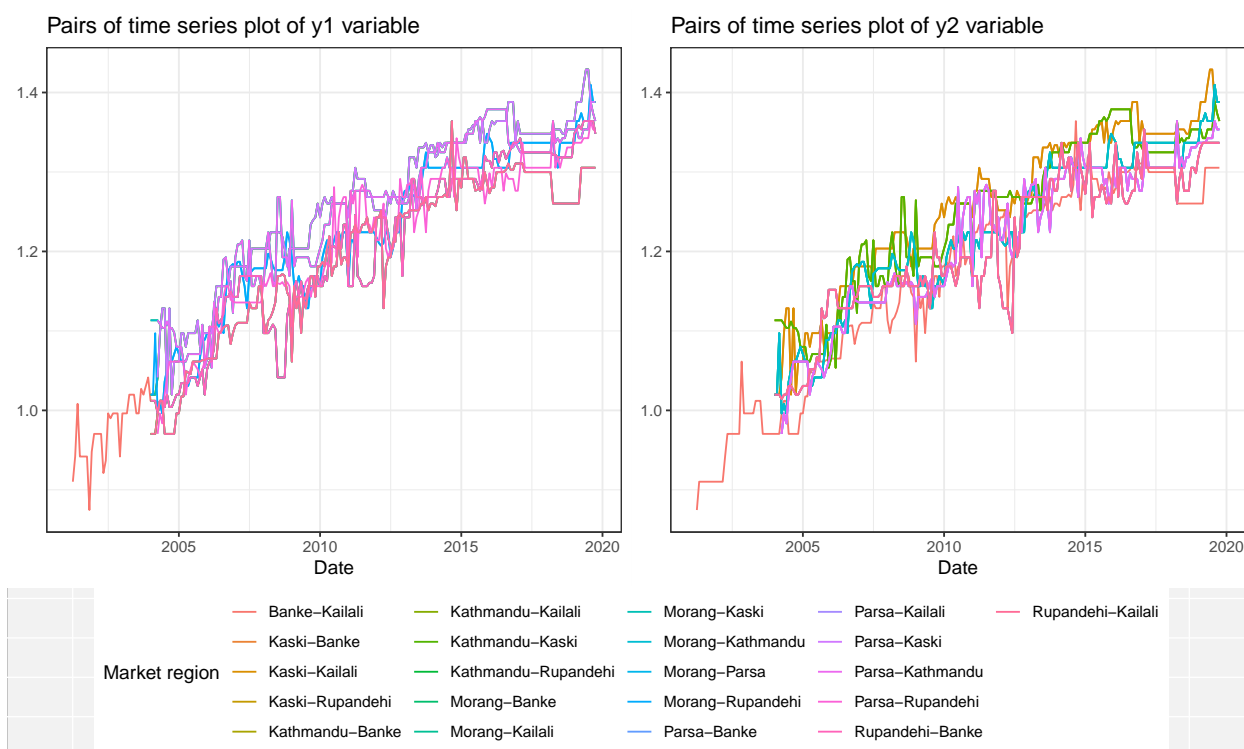 Pairs of time series plot of y1 variable
Pairs of time series plot of y2 variable
1.4
1.2
1.0
2005 2010 2015 2020
Date
1.4
1.2
1.0
2005 2010 2015 2020
Date
Market region
Banke−Kailali
Kaski−Banke
Kaski−Kailali
Kaski−Rupandehi
Kathmandu−Banke
Kathmandu−Kailali
Kathmandu−Kaski
Kathmandu−Rupandehi
Morang−Banke
Morang−Kailali
Morang−Kaski
Morang−Kathmandu
Morang−Parsa
Morang−Rupandehi
Parsa−Banke
Parsa−Kailali
Parsa−Kaski
Parsa−Kathmandu
Parsa−Rupandehi
Rupandehi−Banke
Rupandehi−Kailali